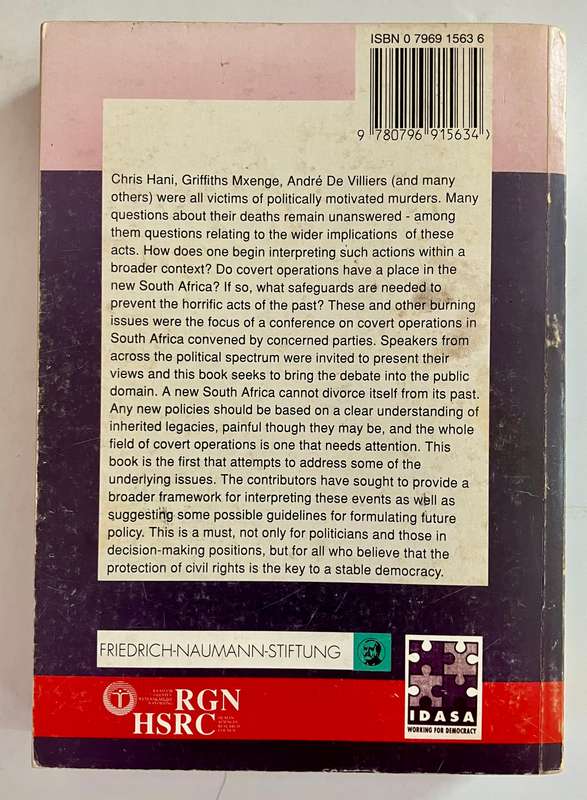 ISBN 0 7969 1563 6
9 780796 915634
Chris Hani, Griffiths Mxenge, André De Villiers (and many
others) were all victims of politically motivated murders. Many
questions about their deaths remain unanswered - among
them questions relating to the wider implications of these
acts. How does one begin interpreting such actions within a
broader context? Do covert operations have a place in the
new South Africa? If so, what safeguards are needed to
prevent the horrific acts of the past? These and other burning
issues were the focus of a conference on covert operations in
South Africa convened by concerned parties. Speakers from
across the political spectrum were invited to present their
views and this book seeks to bring the debate into the public
domain. A new South Africa cannot divorce itself from its past.
Any new policies should be based on a clear understanding of
inherited legacies, painful though they may be, and the whole
field of covert operations is one that needs attention. This
book is the first that attempts to address some of the
underlying issues. The contributors have sought to provide a
broader framework for interpreting these events as well as
suggesting some possible guidelines for formulating future
policy. This is a must, not only for politicians and those in
decision-making positions, but for all who believe that the
protection of civil rights is the key to a stable democracy.
FRIEDRICH-NAUMANN-STIFTUNG
RGN
HSRC
HUMAN
SCIENCES
RESEARCH
COUNCIL
IDASA
WORKING FOR DEMOCRACY